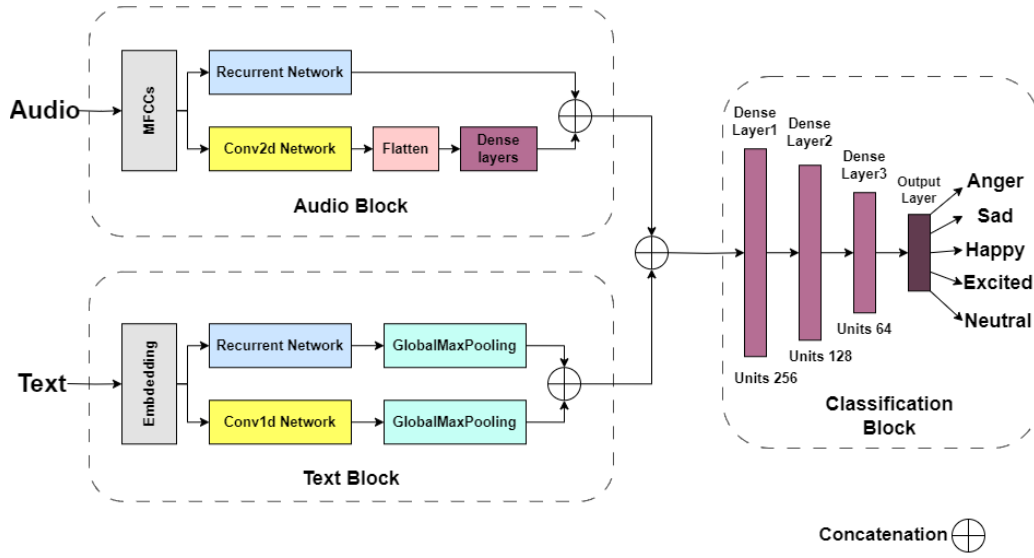 Audio
MFCCs
Recurrent Network
Conv2d Network
Flatten
Dense
layers
Audio Block
Text
Embdedding
Recurrent Network
GlobalMaxPooling
Conv1d Network
GlobalMaxPooling
Text Block
Dense
Layer1
Units 256
Dense
Layer2
Units 128
Dense
Layer3
Units 64
Output
Layer
Anger
Sad
Happy
Excited
Neutral
Classification
Block
Concatenation